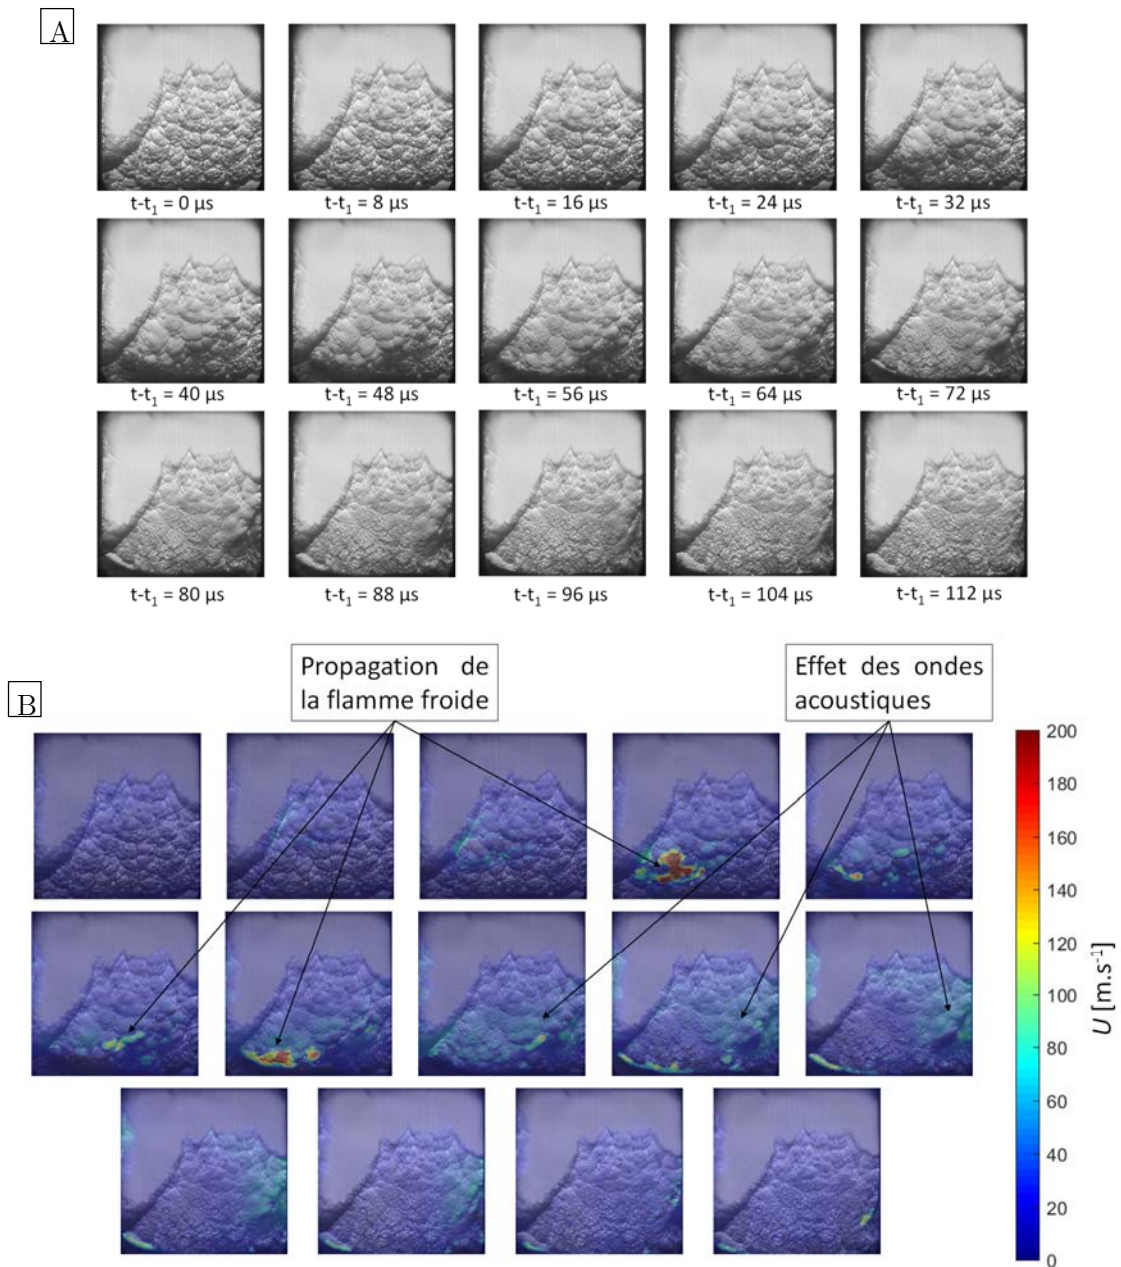 A
t-t₁ = 0 µs
t-t₁ = 8 µs
t-t₁ = 16 µs
t-t₁ = 24 µs
t-t₁ = 32 µs
t-t₁ = 40 µs
t-t₁ = 48 µs
t-t₁ = 56 µs
t-t₁ = 64 µs
t-t₁ = 72 µs
t-t₁ = 80 µs
t-t₁ = 88 µs
t-t₁ = 96 µs
t-t₁ = 104 µs
t-t₁ = 112 µs
B
Propagation de
la flamme froide
Effet des ondes
acoustiques
200
180
160
140
120
100
80
60
40
20
0
U [m.s⁻¹]